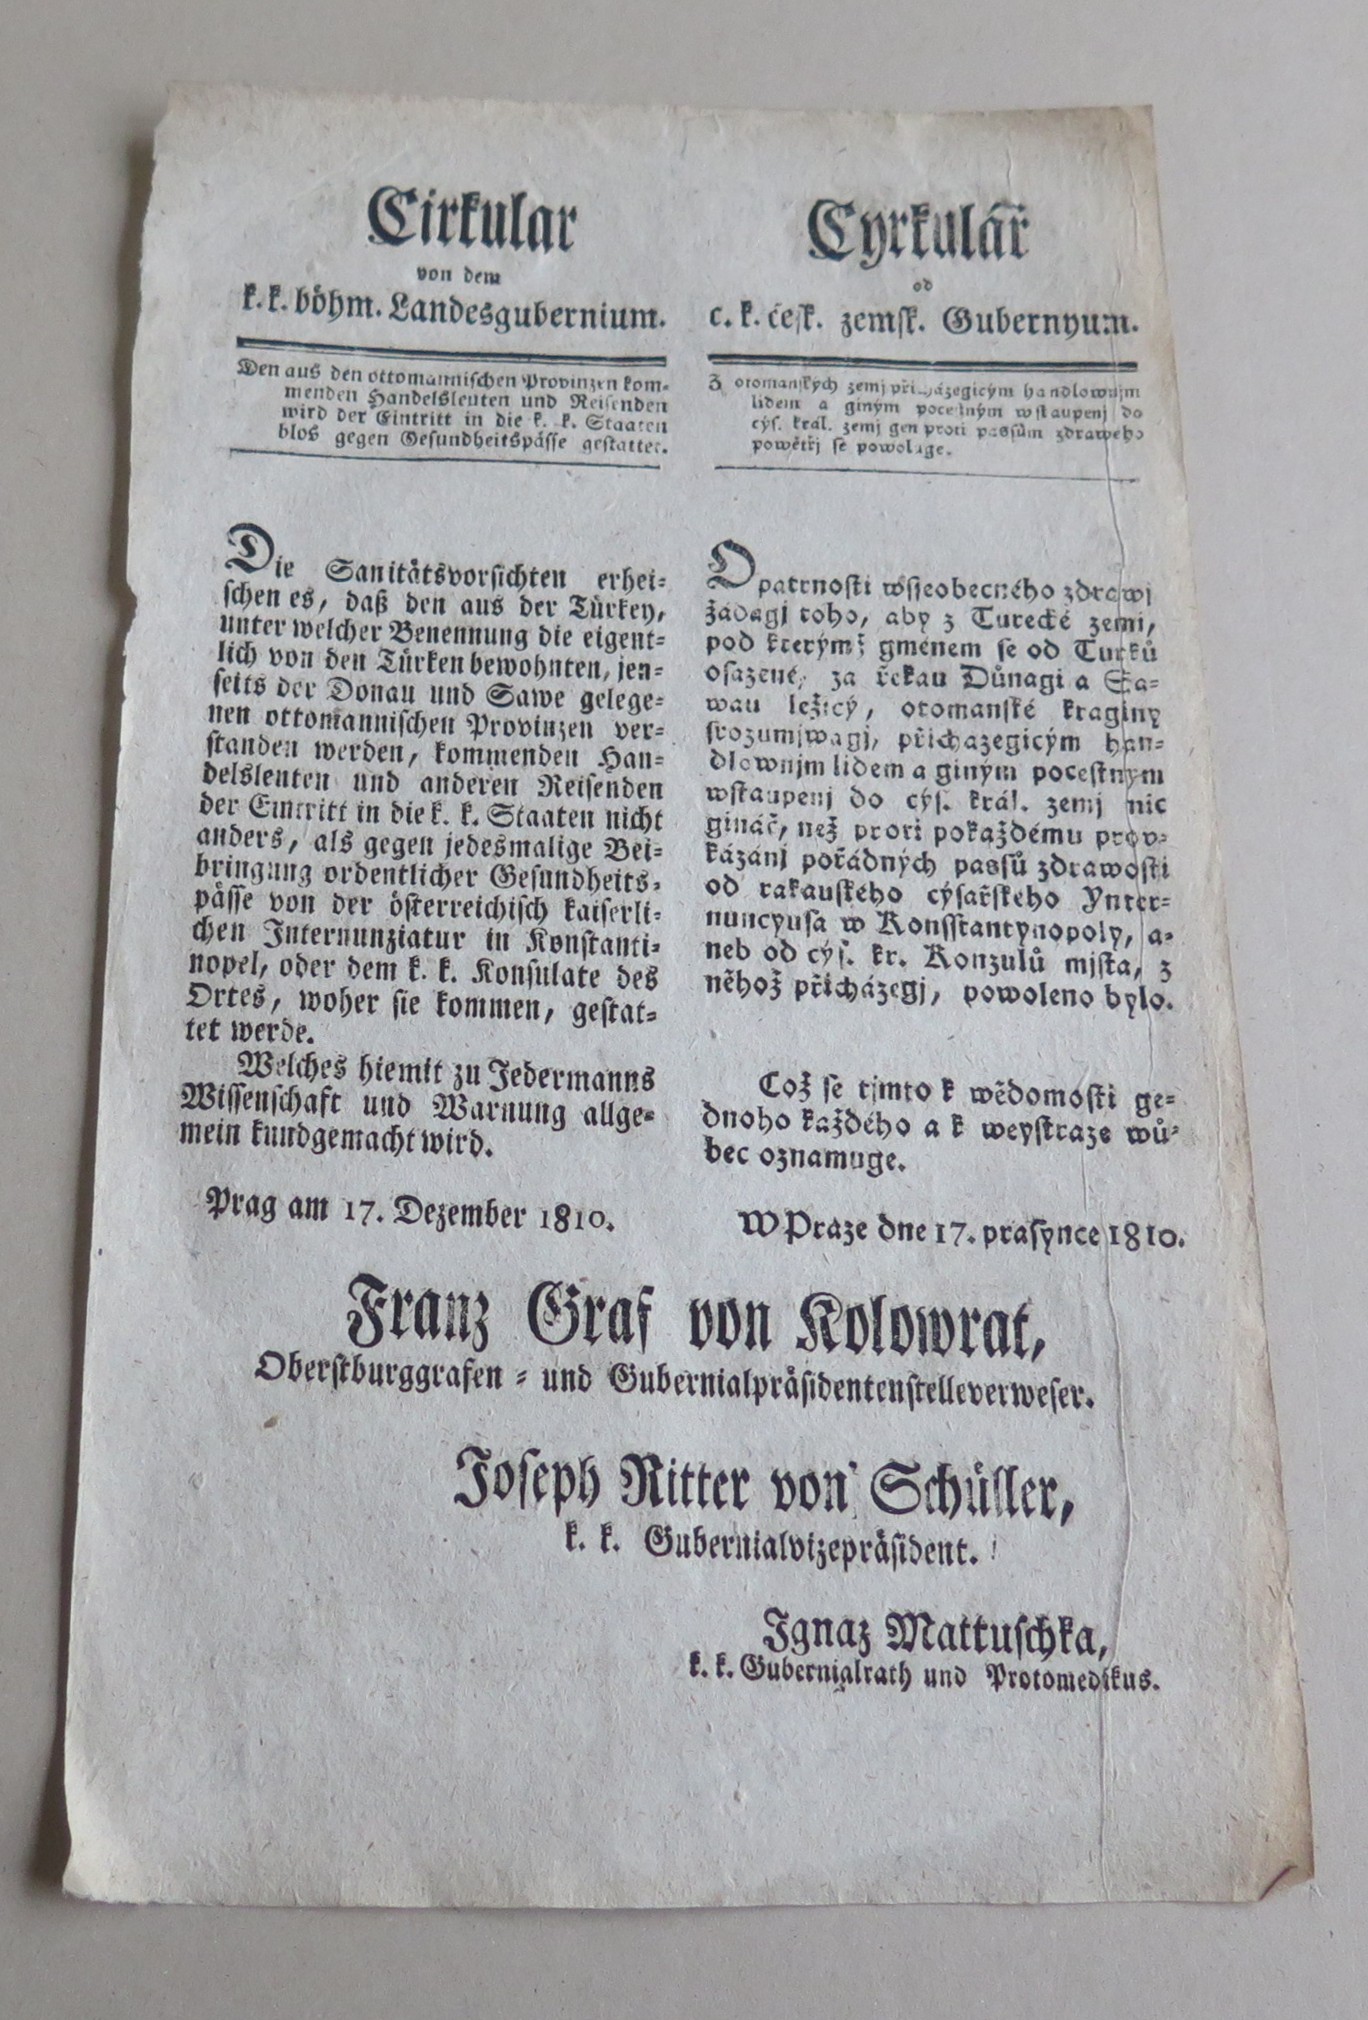 Cirkular
von dem
k. k. böhm. Landesgubernium.
Den aus den ottomannischen Provinzen kom-
menden Handelsleuten und Reisenden
wird der Eintritt in die k. k. Staaten
blos gegen Gesundheitspässe gestattet.
Die Sanitätsvorsichten erhei-
schen es, daß den aus der Türkey,
unter welcher Benennung die eigent-
lich von den Türken bewohnten, jen-
seits der Donau und Sawe gelege-
nen ottomannischen Provinzen ver-
standen werden, kommenden Han-
delsleuten und anderen Reisenden
der Eintritt in die k. k. Staaten nicht
anders, als gegen jedesmalige Bei-
bringung ordentlicher Gesundheits-
pässe von der österreichisch kaiserli-
chen Internunziatur in Konstanti-
nopel, oder dem k. k. Konsulate des
Ortes, woher sie kommen, gestat-
tet werde.
Welches hiemit zu Jedermanns
Wissenschaft und Warnung allge-
mein kundgemacht wird.
Prag am 17. Dezember 1810.
Cyrkulář
od
c. k. česk. zemsk. Gubernyum.
Z otomanských zemj přicházegicým handlownjm
lidem a giným pocestným wstaupenj do
cýs. král. zemj gen proti passům zdrawého
powětřj se powoluge.
Opatrnosti wsseobecného zdrawj
žádagj toho, aby z Turecké zemi,
pod kterýmž gménem se od Turků
osazené, za řekau Důnagi a Sa-
wau ležicý, otomanské kraginy
srozumjwagj, přicházegicým han-
dlownjm lidem a giným pocestným
wstaupenj do cýs. král. zemj nic
gináč, než proti pokaždému prov-
kázánj pořádných passů zdrawosti
od rakauského cýsařského Ynter-
nuncyusa w Konsstantynopoly, a-
neb od cýs. kr. Konzulů mjsta, z
něhož přicházegj, powoleno bylo.
Což se tjmto k wědomosti ge-
dnoho každého a k weystraze wů-
bec oznamuge.
W Praze dne 17. prasynce 1810.
Franz Graf von Kolowrat,
Oberstburggrafen- und Gubernialpräsidentenstelleverweser.
Joseph Ritter von Schüller,
k. k. Gubernialvizepräsident.
Ignaz Mattuschka,
k. k. Gubernialrath und Protomedikus.